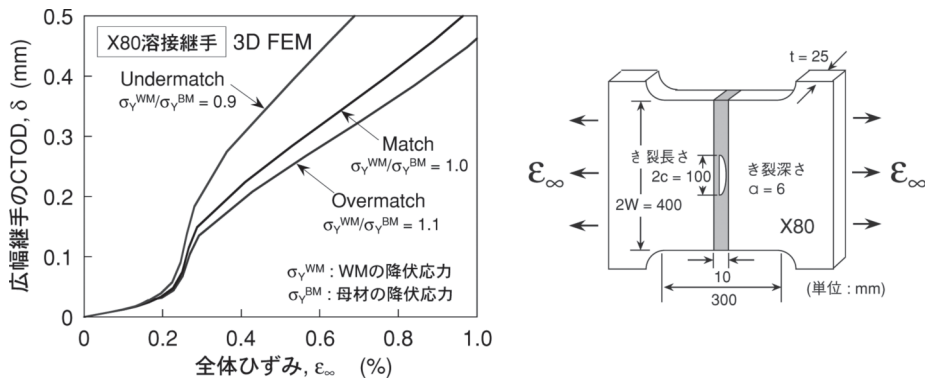 広幅継手のCTOD, δ (mm)
0.5
0.4
0.3
0.2
0.1
0
X80溶接継手 3D FEM
Undermatch
σY^WM/σY^BM = 0.9
Match
σY^WM/σY^BM = 1.0
Overmatch
σY^WM/σY^BM = 1.1
σY^WM : WMの降伏応力
σY^BM : 母材の降伏応力
0 0.2 0.4 0.6 0.8 1.0
全体ひずみ, ε∞ (%)
t = 25
ε∞
き裂長さ
2c = 100
2W = 400
き裂深さ
a = 6
ε∞
X80
10
300
(単位 : mm)